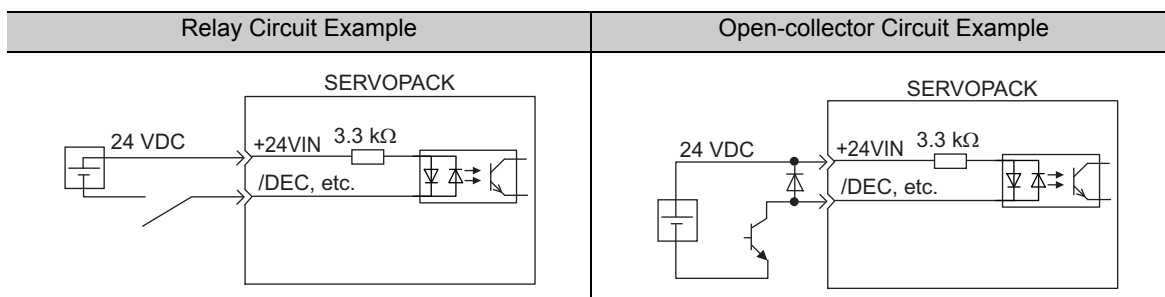 Relay Circuit Example
Open-collector Circuit Example
SERVOPACK
24 VDC
+24VIN
3.3 kΩ
/DEC, etc.
SERVOPACK
24 VDC
+24VIN
3.3 kΩ
/DEC, etc.